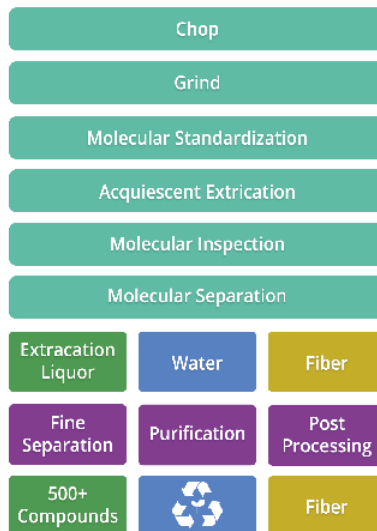 Chop
Grind
Molecular Standardization
Acquiescent Extrication
Molecular Inspection
Molecular Separation
Extracation
Liquor
Water
Fiber
Fine
Separation
Purification
Post
Processing
500+
Compounds
Fiber